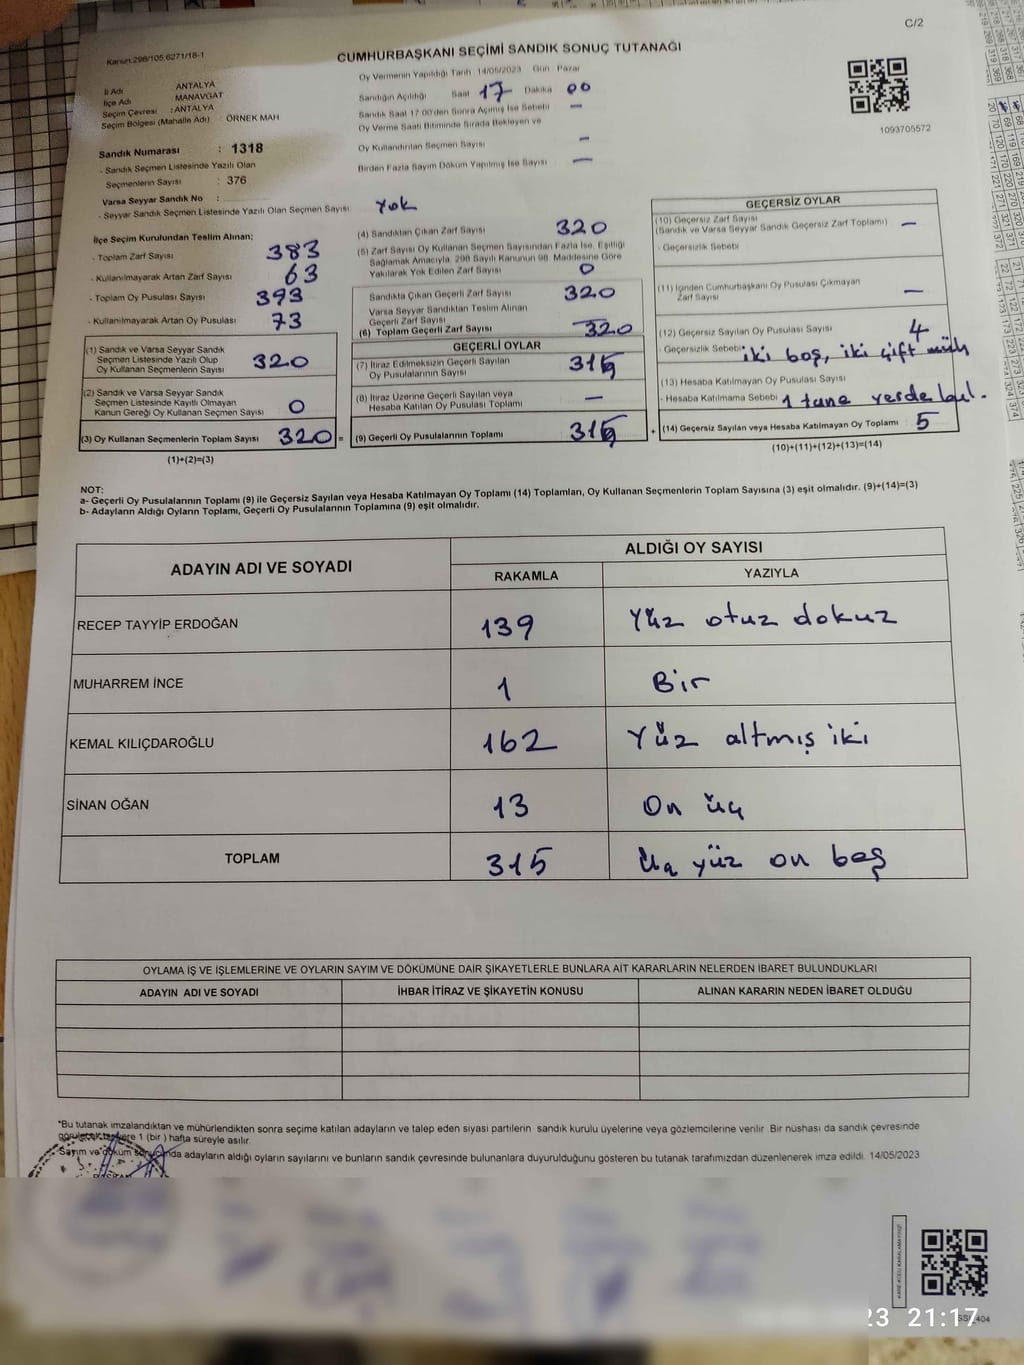 C/2
Kanun:298/105,6271/18-1
CUMHURBAŞKANI SEÇİMİ SANDIK SONUÇ TUTANAĞI
Oy Vermenin Yapıldığı Tarih 14/05/2023 Gün Pazar
İl Adı ANTALYA
İlçe Adı MANAVGAT
Seçim Çevresi : ANTALYA
Seçim Bölgesi (Mahalle Adı) : ÖRNEK MAH
Sandığın Açıldığı Saat 17 Dakika 00
Sandık Saat 17:00'den Sonra Açılmış İse Sebebi –
Oy Verme Saati Bitiminde Sırada Bekleyen ve
Oy Kullandırılan Seçmen Sayısı –
Birden Fazla Sayım Döküm Yapılmış İse Sayısı –
1093705572
Sandık Numarası : 1318
- Sandık Seçmen Listesinde Yazılı Olan
Seçmenlerin Sayısı : 376
Varsa Seyyar Sandık No :
- Seyyar Sandık Seçmen Listesinde Yazılı Olan Seçmen Sayısı: Yok
İlçe Seçim Kurulundan Teslim Alınan;
- Toplam Zarf Sayısı 383
- Kullanılmayarak Artan Zarf Sayısı 63
- Toplam Oy Pusulası Sayısı 393
- Kullanılmayarak Artan Oy Pusulası 73
(1) Sandık ve Varsa Seyyar Sandık
Seçmen Listesinde Yazılı Olup
Oy Kullanan Seçmenlerin Sayısı 320
(2) Sandık ve Varsa Seyyar Sandık
Seçmen Listesinde Kayıtlı Olmayan
Kanun Gereği Oy Kullanan Seçmen Sayısı 0
(3) Oy Kullanan Seçmenlerin Toplam Sayısı 320 =
(1)+(2)=(3)
(4) Sandıktan Çıkan Zarf Sayısı 320
(5) Zarf Sayısı Oy Kullanan Seçmen Sayısından Fazla İse, Eşitliği
Sağlamak Amacıyla, 298 Sayılı Kanunun 98. Maddesine Göre
Yakılarak Yok Edilen Zarf Sayısı 0
Sandıkta Çıkan Geçerli Zarf Sayısı 320
Varsa Seyyar Sandıktan Teslim Alınan
Geçerli Zarf Sayısı –
(6) Toplam Geçerli Zarf Sayısı 320
GEÇERLİ OYLAR
(7) İtiraz Edilmeksizin Geçerli Sayılan
Oy Pusulalarının Sayısı 315
(8) İtiraz Üzerine Geçerli Sayılan veya
Hesaba Katılan Oy Pusulası Toplamı –
(9) Geçerli Oy Pusulalarının Toplamı 315 +
GEÇERSİZ OYLAR
(10) Geçersiz Zarf Sayısı
(Sandık ve Varsa Seyyar Sandık Geçersiz Zarf Toplamı) –
- Geçersizlik Sebebi
(11) İçinden Cumhurbaşkanı Oy Pusulası Çıkmayan
Zarf Sayısı –
(12) Geçersiz Sayılan Oy Pusulası Sayısı 4
- Geçersizlik Sebebi iki boş, iki çift
(13) Hesaba Katılmayan Oy Pusulası Sayısı
- Hesaba Katılmama Sebebi 1 tane yerde
(14) Geçersiz Sayılan veya Hesaba Katılmayan Oy Toplamı : 5
(10)+(11)+(12)+(13)=(14)
NOT:
a- Geçerli Oy Pusulalarının Toplamı (9) ile Geçersiz Sayılan veya Hesaba Katılmayan Oy Toplamı (14) Toplamları, Oy Kullanan Seçmenlerin Toplam Sayısına (3) eşit olmalıdır. (9)+(14)=(3)
b- Adayların Aldığı Oyların Toplamı, Geçerli Oy Pusulalarının Toplamına (9) eşit olmalıdır.
ADAYIN ADI VE SOYADI
ALDIĞI OY SAYISI
RAKAMLA YAZIYLA
RECEP TAYYİP ERDOĞAN 139 Yüz otuz dokuz
MUHARREM İNCE 1 Bir
KEMAL KILIÇDAROĞLU 162 Yüz altmış iki
SİNAN OĞAN 13 On üç
TOPLAM 315 Üç yüz on beş
OYLAMA İŞ VE İŞLEMLERİNE VE OYLARIN SAYIM VE DÖKÜMÜNE DAİR ŞİKAYETLERLE BUNLARA AİT KARARLARIN NELERDEN İBARET BULUNDUKLARI
ADAYIN ADI VE SOYADI İHBAR İTİRAZ VE ŞİKAYETİN KONUSU ALINAN KARARIN NEDEN İBARET OLDUĞU
*Bu tutanak imzalandıktan ve mühürlendikten sonra seçime katılan adayların ve talep eden siyasi partilerin sandık kurulu üyelerine veya gözlemcilerine verilir. Bir nüshası da sandık çevresinde
1 (bir) hafta süreyle asılır.
Sayım ve döküm sonucunda adayların aldığı oyların sayılarını ve bunların sandık çevresinde bulunanlara duyurulduğunu gösteren bu tutanak tarafımızdan düzenlenerek imza edildi. 14/05/2023
23 21:17